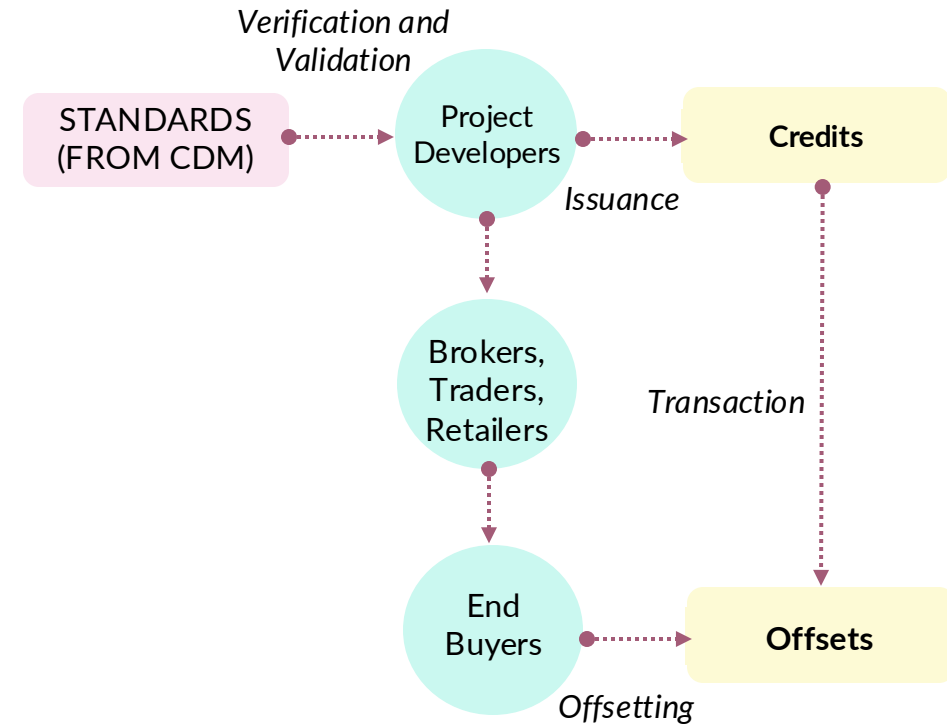 Verification and
Validation
STANDARDS
(FROM CDM)
Project
Developers
Credits
Issuance
Brokers,
Traders,
Retailers
Transaction
End
Buyers
Offsets
Offsetting